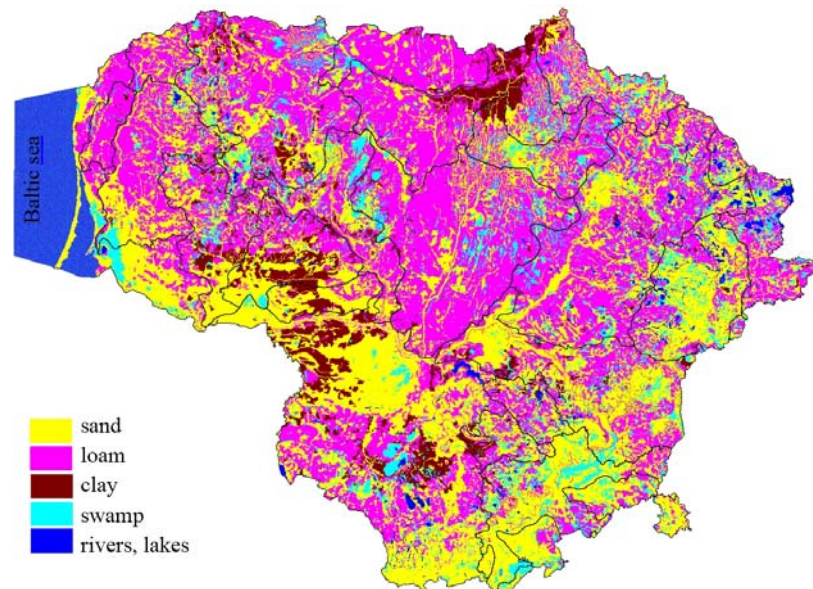 Baltic sea
sand
loam
clay
swamp
rivers, lakes